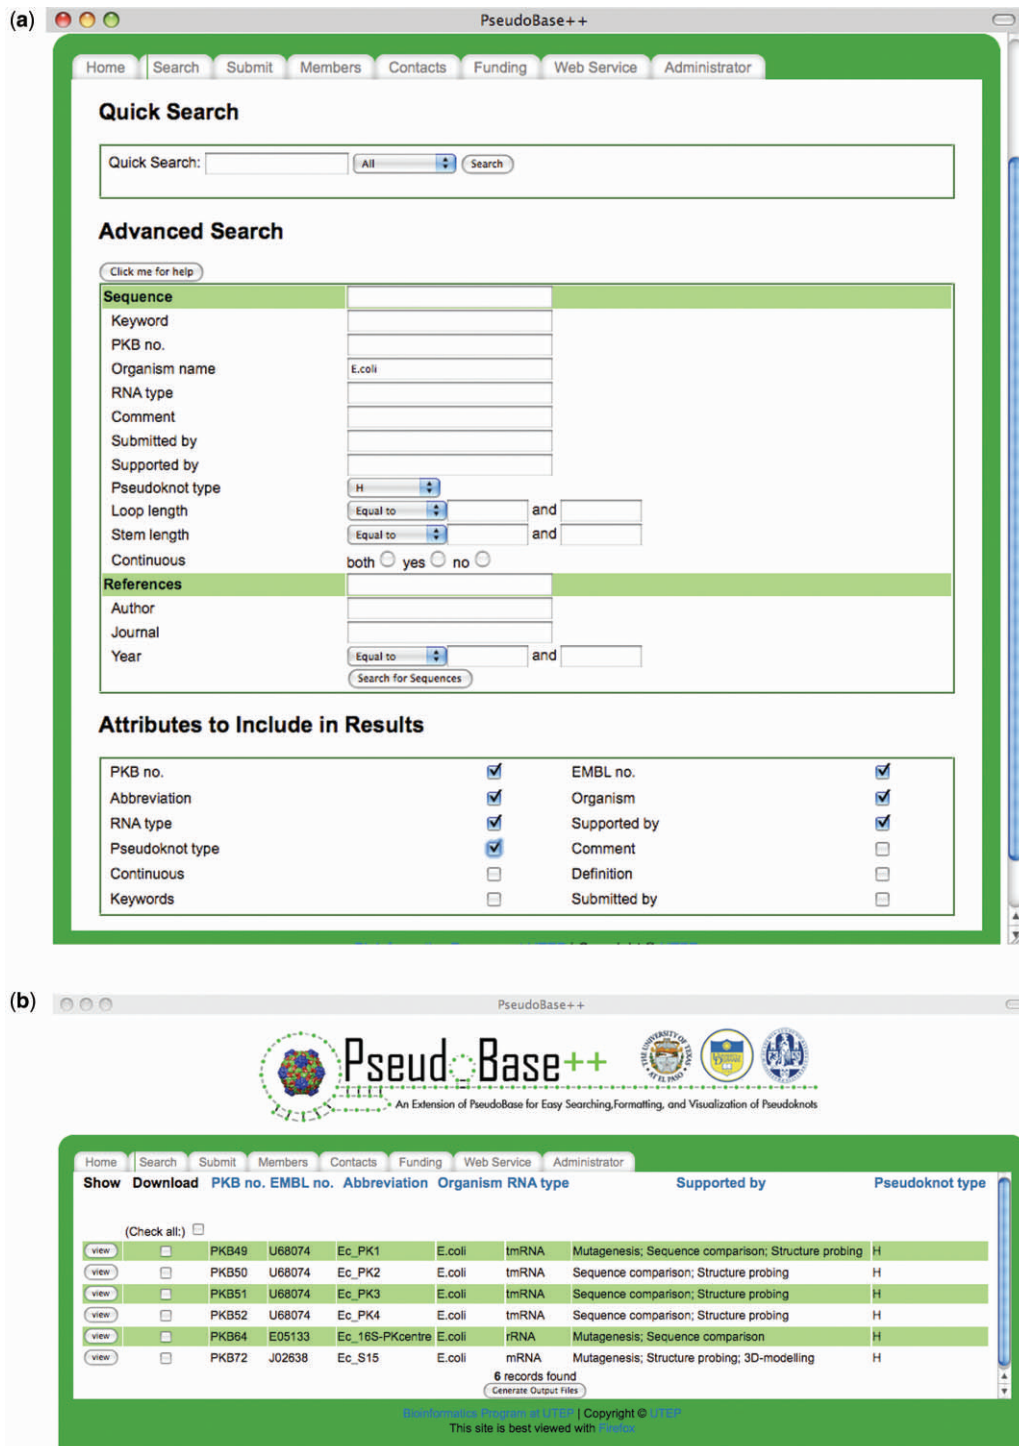 (a) PseudoBase++
Home Search Submit Members Contacts Funding Web Service Administrator
Quick Search
Quick Search: All Search
Advanced Search
Click me for help
Sequence
Keyword
PKB no.
Organism name E.coli
RNA type
Comment
Submitted by
Supported by
Pseudoknot type H
Loop length Equal to and
Stem length Equal to and
Continuous both yes no
References
Author
Journal
Year Equal to and
Search for Sequences
Attributes to Include in Results
PKB no. EMBL no.
Abbreviation Organism
RNA type Supported by
Pseudoknot type Comment
Continuous Definition
Keywords Submitted by
(b) PseudoBase++
PseudoBase++
An Extension of PseudoBase for Easy Searching,Formatting, and Visualization of Pseudoknots
Home Search Submit Members Contacts Funding Web Service Administrator
Show Download PKB no. EMBL no. Abbreviation Organism RNA type Supported by Pseudoknot type
(Check all:)
view PKB49 U68074 Ec_PK1 E.coli tmRNA Mutagenesis; Sequence comparison; Structure probing H
view PKB50 U68074 Ec_PK2 E.coli tmRNA Sequence comparison; Structure probing H
view PKB51 U68074 Ec_PK3 E.coli tmRNA Sequence comparison; Structure probing H
view PKB52 U68074 Ec_PK4 E.coli tmRNA Sequence comparison; Structure probing H
view PKB64 E05133 Ec_16S-PKcentre E.coli rRNA Mutagenesis; Sequence comparison H
view PKB72 J02638 Ec_S15 E.coli mRNA Mutagenesis; Structure probing; 3D-modelling H
6 records found
Generate Output Files
Bioinformatics Program at UTEP | Copyright © UTEP
This site is best viewed with Firefox